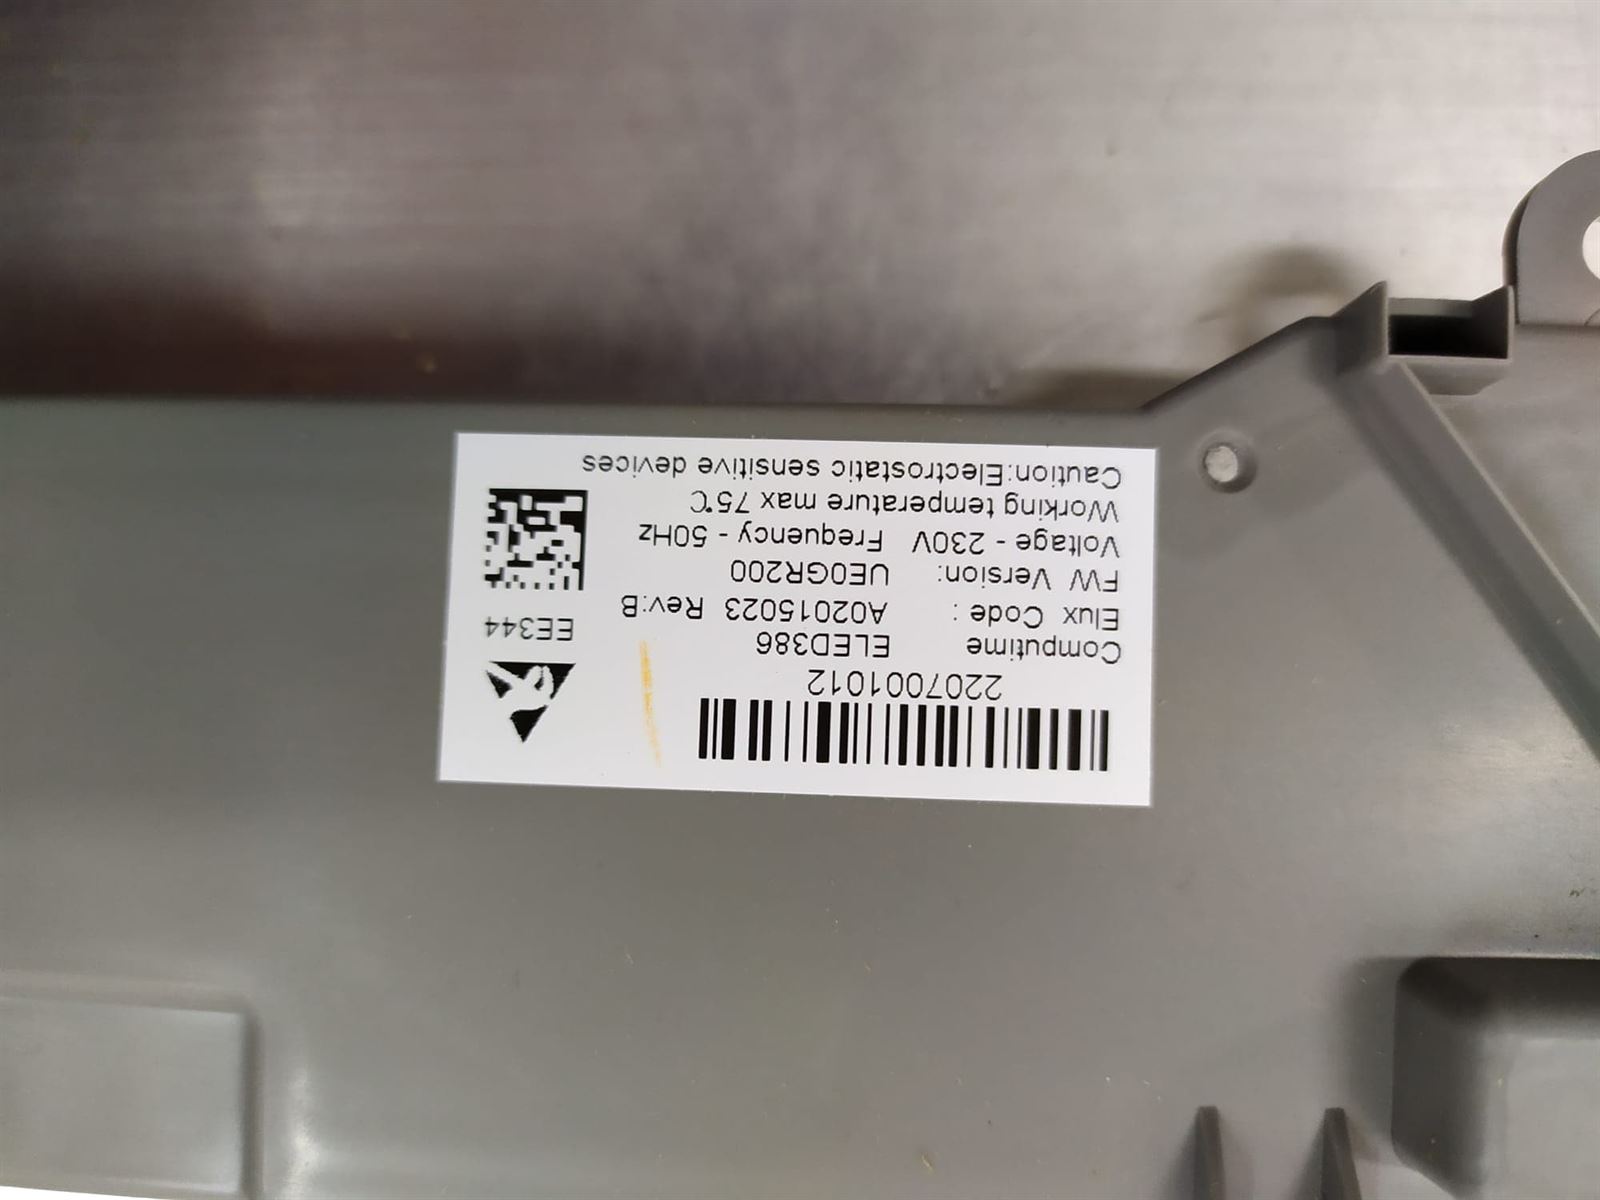 2207001012
Computime ELED386
Elux Code : A02015023 Rev:B
FW Version: UE0GR200
Voltage - 230V Frequency - 50Hz
Working temperature max 75℃
Caution:Electrostatic sensitive devices
EE344